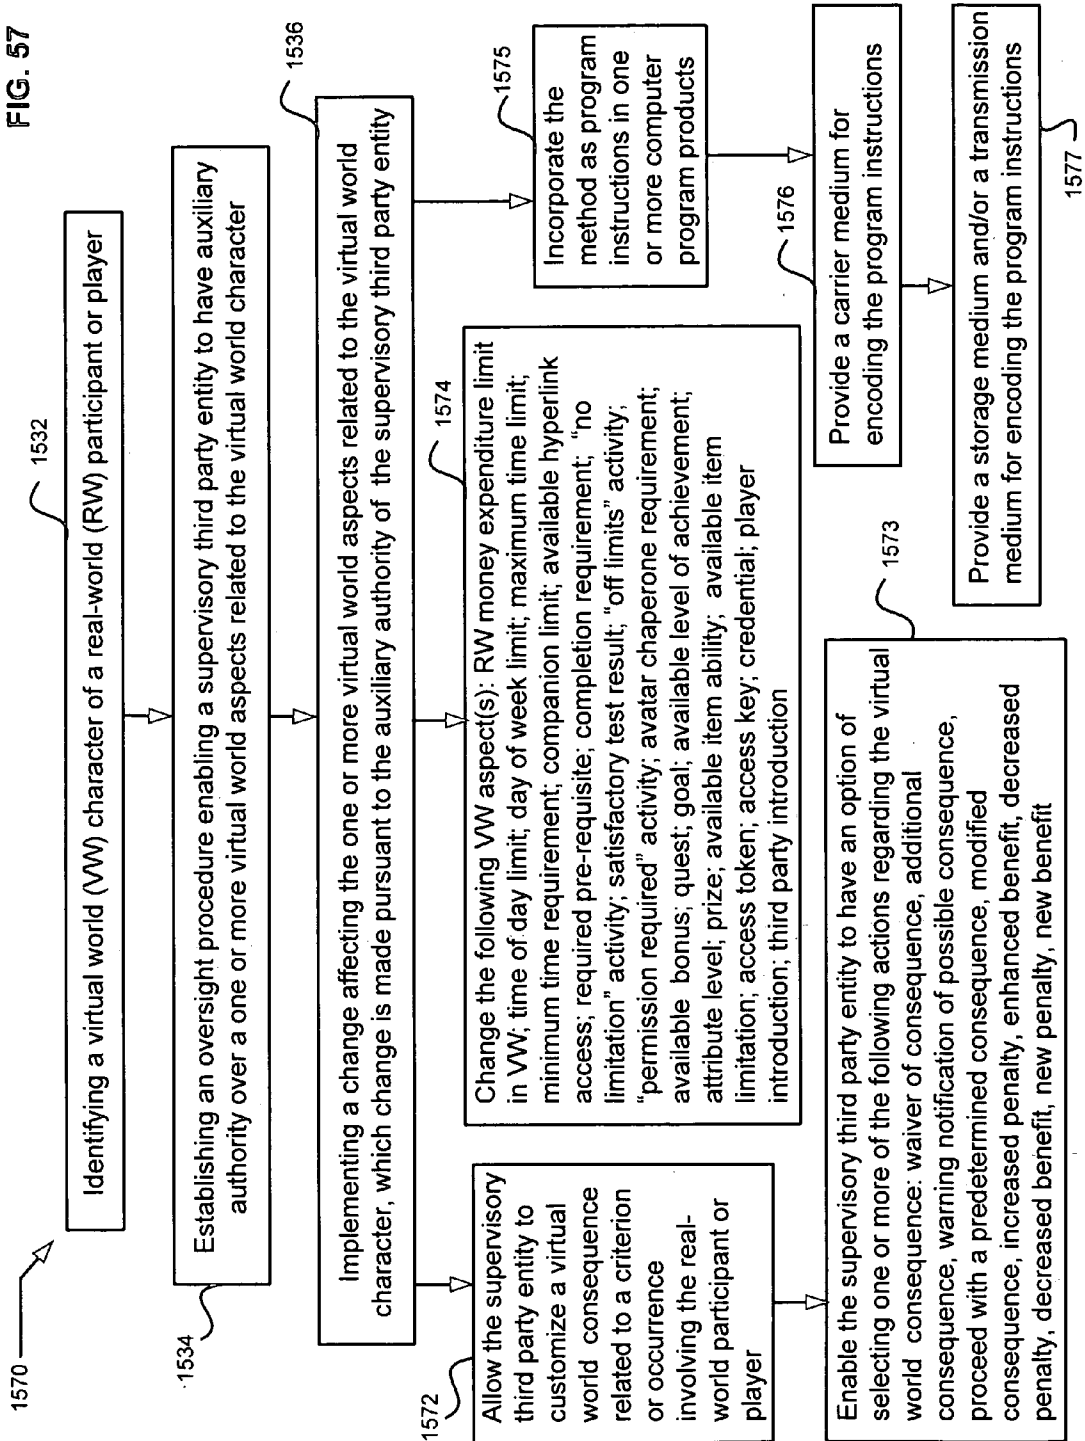 FIG. 57
1570
1532
Identifying a virtual world (VW) character of a real-world (RW) participant or player
1534
Establishing an oversight procedure enabling a supervisory third party entity to have auxiliary
authority over a one or more virtual world aspects related to the virtual world character
1536
Implementing a change affecting the one or more virtual world aspects related to the virtual world
character, which change is made pursuant to the auxiliary authority of the supervisory third party entity
1572
Allow the supervisory
third party entity to
customize a virtual
world consequence
related to a criterion
or occurrence
involving the real-
world participant or
player
1574
Change the following VW aspect(s): RW money expenditure limit
in VW; time of day limit; day of week limit; maximum time limit;
minimum time requirement; companion limit; available hyperlink
access; required pre-requisite; completion requirement; “no
limitation” activity; satisfactory test result; “off limits” activity;
“permission required” activity; avatar chaperone requirement;
available bonus; quest; goal; available level of achievement;
attribute level; prize; available item ability; available item
limitation; access token; access key; credential; player
introduction; third party introduction
1575
Incorporate the
method as program
instructions in one
or more computer
program products
1573
Enable the supervisory third party entity to have an option of
selecting one or more of the following actions regarding the virtual
world consequence: waiver of consequence, additional
consequence, warning notification of possible consequence,
proceed with a predetermined consequence, modified
consequence, increased penalty, enhanced benefit, decreased
penalty, decreased benefit, new penalty, new benefit
1576
Provide a carrier medium for
encoding the program instructions
Provide a storage medium and/or a transmission
medium for encoding the program instructions
1577